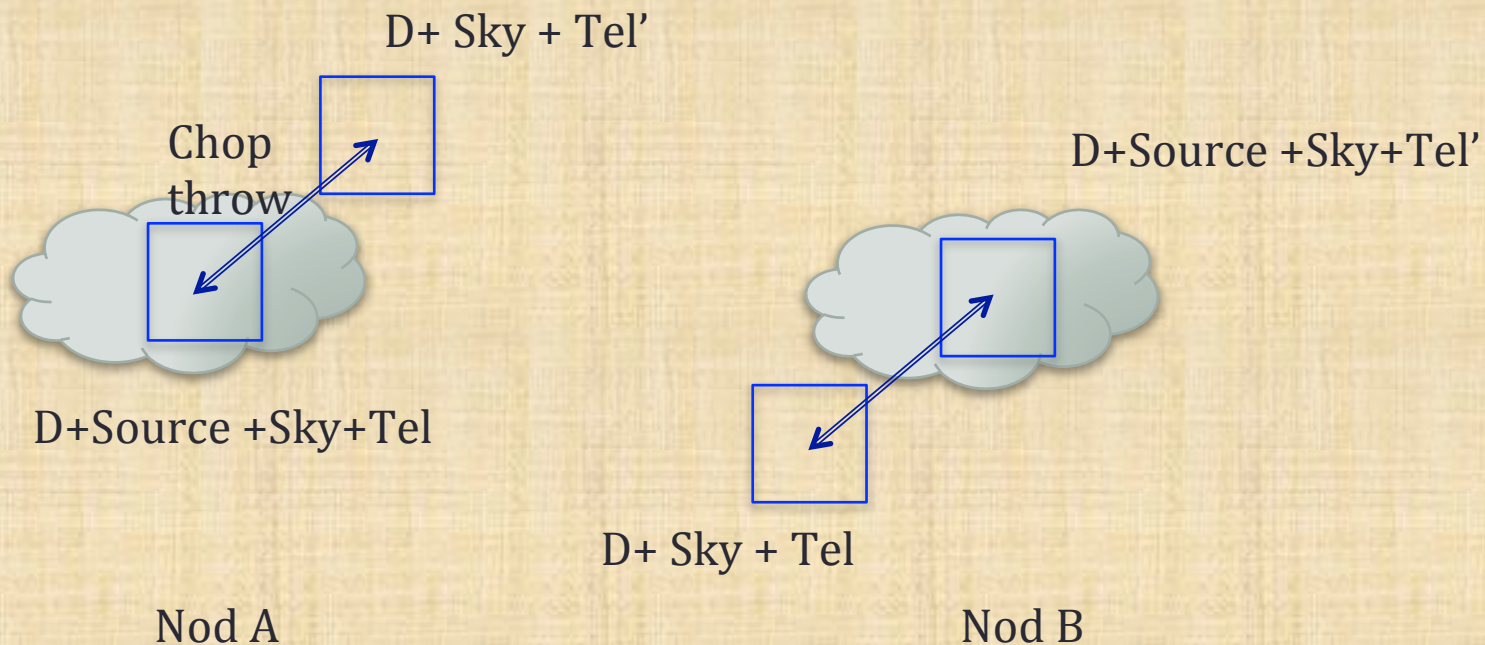 D+ Sky + Tel’
Chop
throw
D+Source +Sky+Tel’
D+Source +Sky+Tel
D+ Sky + Tel
Nod A
Nod B